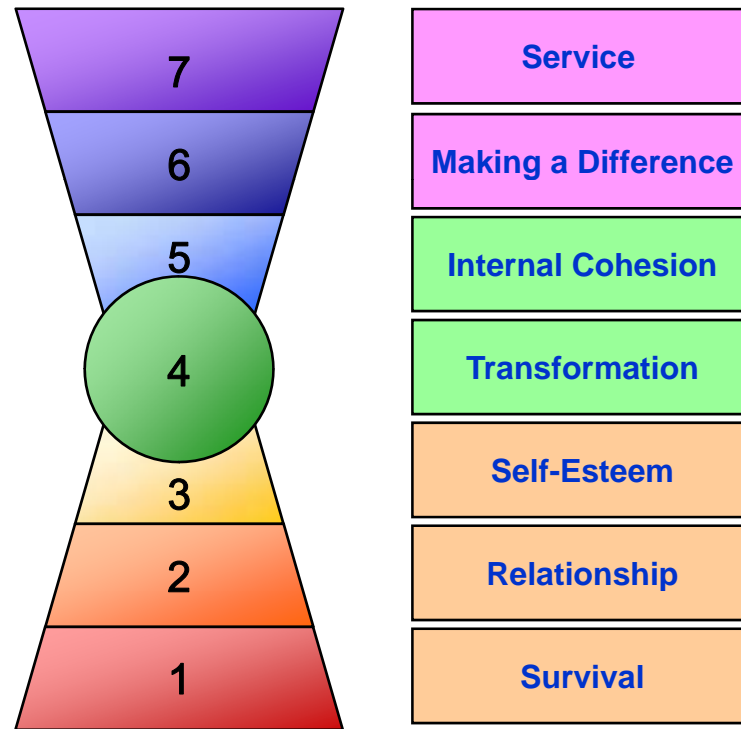 7 Service
6 Making a Difference
5 Internal Cohesion
4 Transformation
3 Self-Esteem
2 Relationship
1 Survival